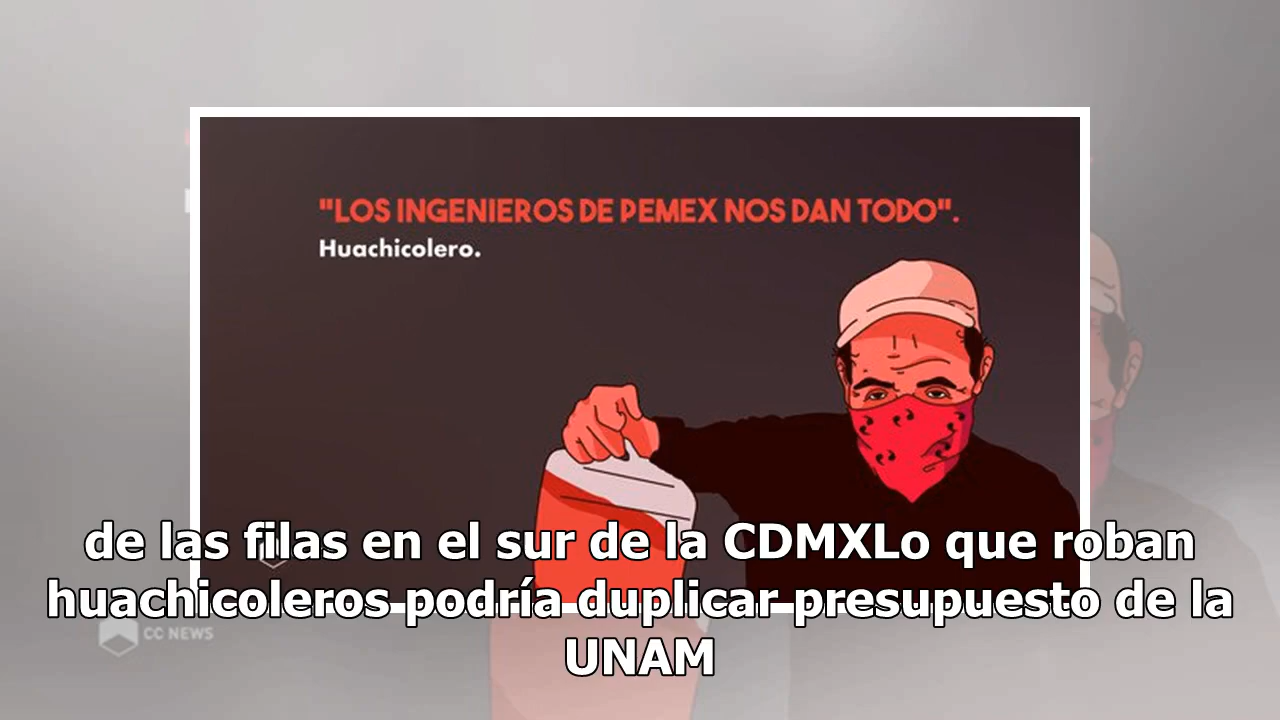 "LOS INGENIEROS DE PEMEX NOS DAN TODO".
Huachicolero.
de las filas en el sur de la CDMXLo que roban
huachicoleros podría duplicar presupuesto de la
UNAM
CC NEWS